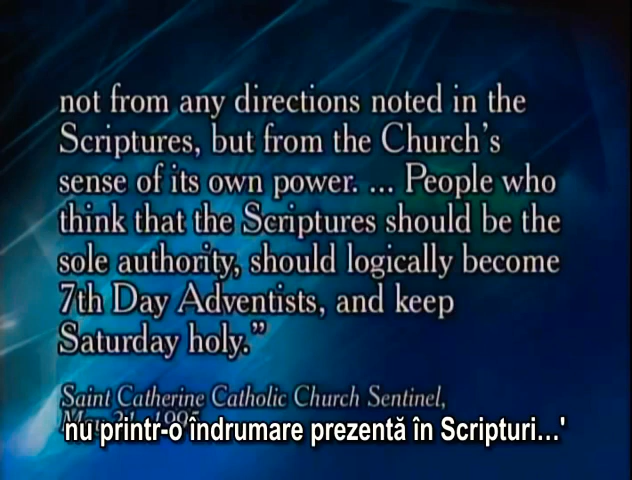 not from any directions noted in the
Scriptures, but from the Church's
sense of its own power. ... People who
think that the Scriptures should be the
sole authority, should logically become
7th Day Adventists, and keep
Saturday holy.”
Saint Catherine Catholic Church Sentinel,
nu printr-o îndrumare prezentă în Scripturi...'